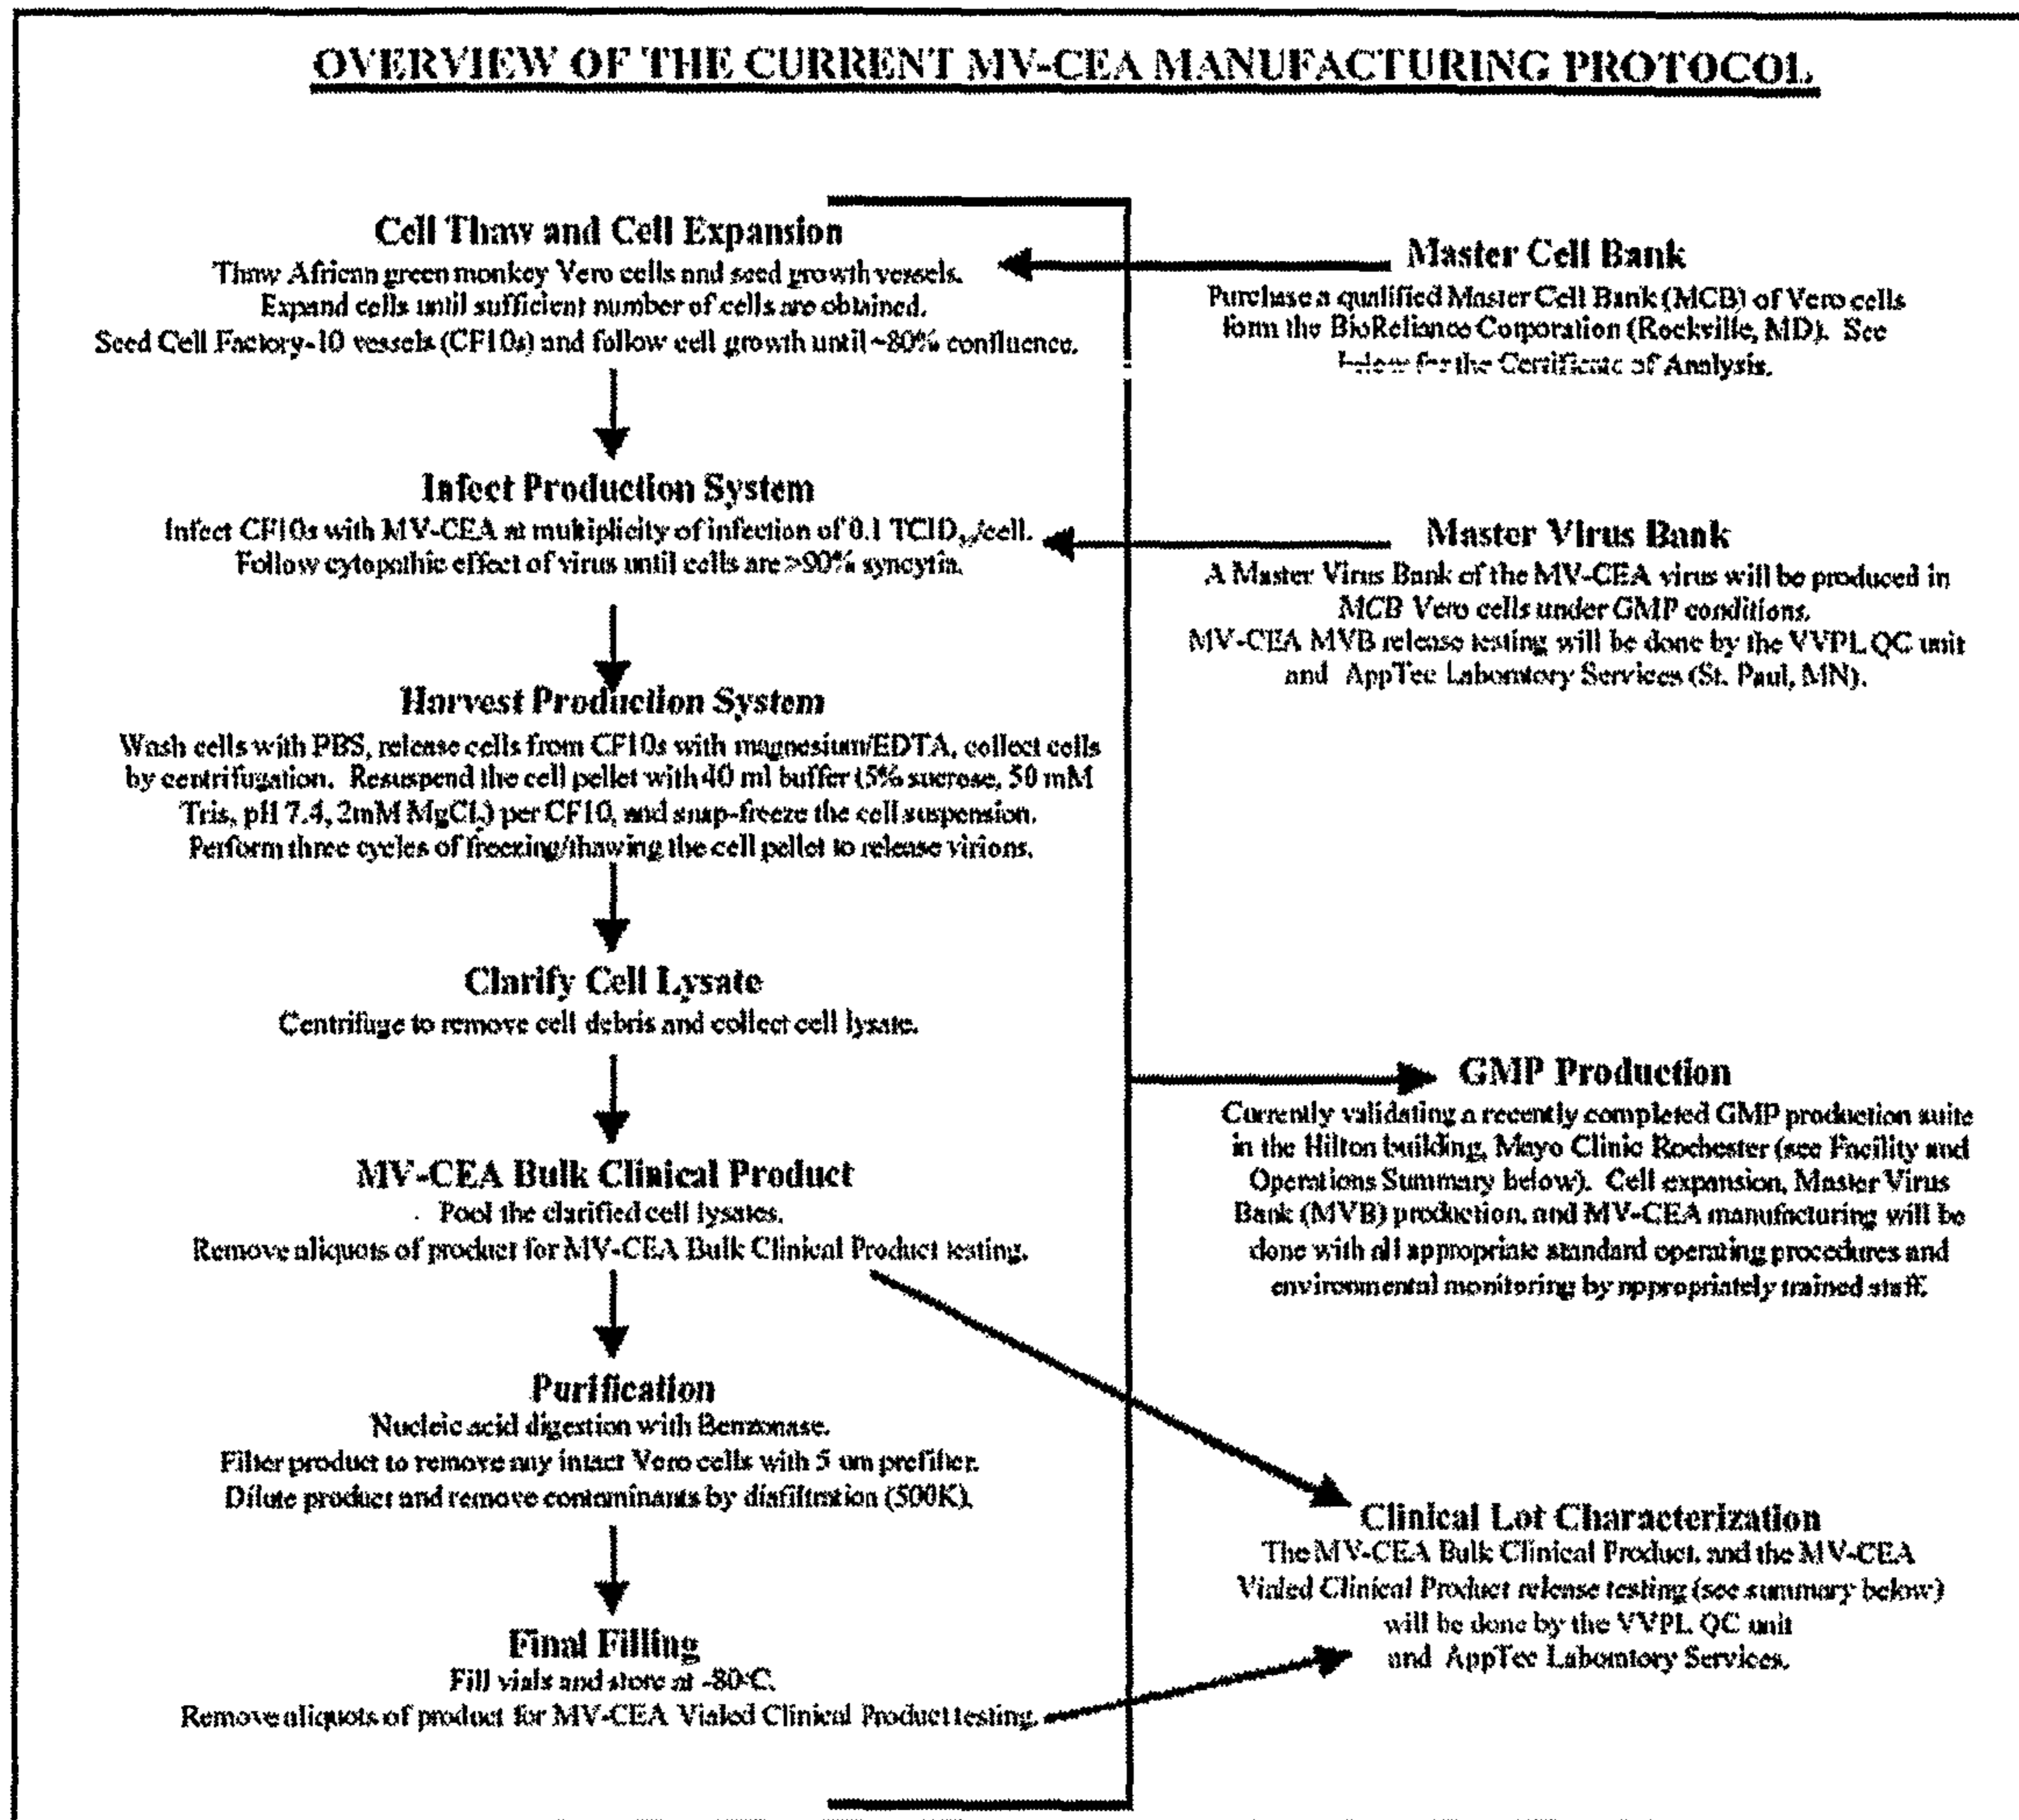 OVERVIEW OF THE CURRENT MV-CEA MANUFACTURING PROTOCOL
Cell Thaw and Cell Expansion
Thaw African green monkey Vero cells and seed growth vessels.
Expand cells until sufficient number of cells are obtained.
Seed Cell Factory-10 vessels (CF10s) and follow cell growth until ~80% confluence.
Master Cell Bank
Purchase a qualified Master Cell Bank (MCB) of Vero cells
form the BioReliance Corporation (Rockville, MD). See
below for the Certificate of Analysis.
Infect Production System
Infect CF10s with MV-CEA at multiplicity of infection of 0.1 TCID₅₀/cell.
Follow cytopathic effect of virus until cells are >90% syncytia.
Master Virus Bank
A Master Virus Bank of the MV-CEA virus will be produced in
MCB Vero cells under GMP conditions.
MV-CEA MVB release testing will be done by the VVPL QC unit
and AppTec Laboratory Services (St. Paul, MN).
Harvest Production System
Wash cells with PBS, release cells from CF10s with magnesium/EDTA, collect cells
by centrifugation. Resuspend the cell pellet with 40 ml buffer (5% sucrose, 50 mM
Tris, pH 7.4, 2mM MgCl₂) per CF10, and snap-freeze the cell suspension.
Perform three cycles of freezing/thawing the cell pellet to release virions.
Clarify Cell Lysate
Centrifuge to remove cell debris and collect cell lysate.
GMP Production
Currently validating a recently completed GMP production suite
in the Hilton building, Mayo Clinic Rochester (see Facility and
Operations Summary below). Cell expansion, Master Virus
Bank (MVB) production, and MV-CEA manufacturing will be
done with all appropriate standard operating procedures and
environmental monitoring by appropriately trained staff.
MV-CEA Bulk Clinical Product
Pool the clarified cell lysates.
Remove aliquots of product for MV-CEA Bulk Clinical Product testing.
Purification
Nucleic acid digestion with Benzonase.
Filter product to remove any intact Vero cells with 5 um prefilter.
Dilute product and remove contaminants by diafiltration (500K).
Clinical Lot Characterization
The MV-CEA Bulk Clinical Product, and the MV-CEA
Vialed Clinical Product release testing (see summary below)
will be done by the VVPL QC unit
and AppTec Laboratory Services.
Final Filling
Fill vials and store at -80°C.
Remove aliquots of product for MV-CEA Vialed Clinical Product testing.